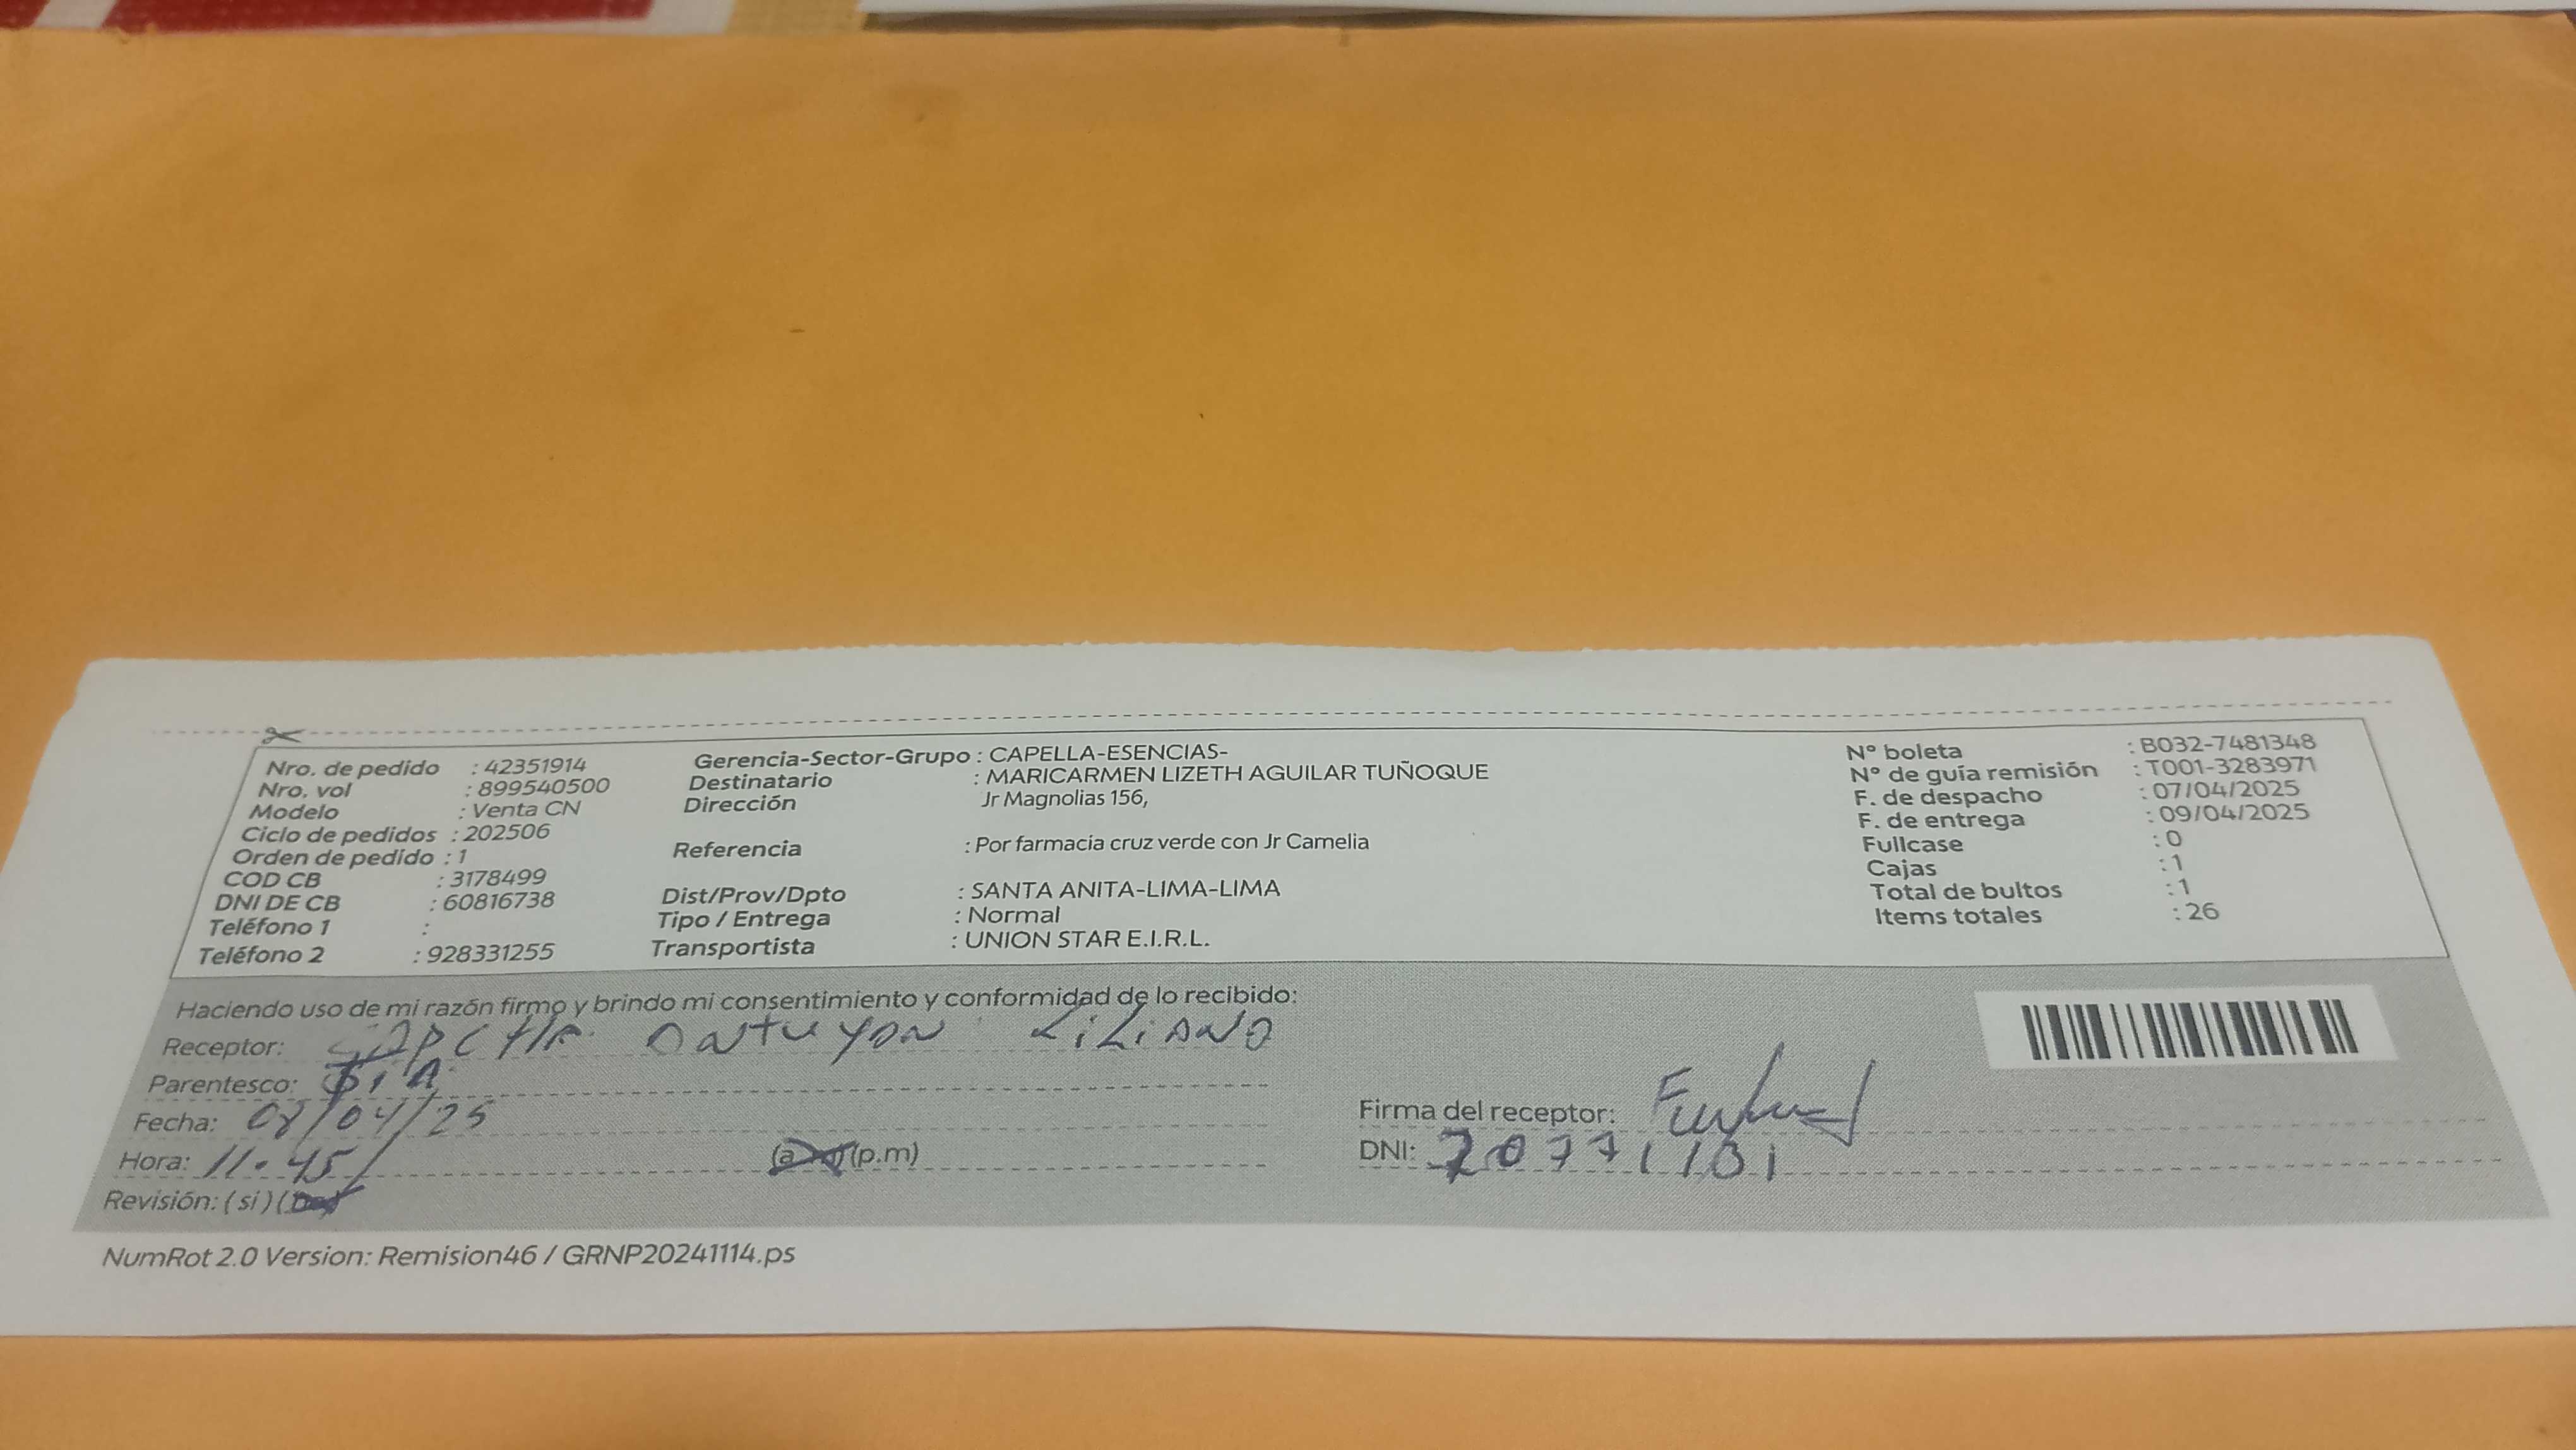 Nro. de pedido : 42351914
Nro. vol : 899540500
Modelo : Venta CN
Ciclo de pedidos : 202506
Orden de pedido : 1
COD CB : 3178499
DNI DE CB : 60816738
Teléfono 1 :
Teléfono 2 : 928331255
Gerencia-Sector-Grupo : CAPELLA-ESENCIAS-
Destinatario : MARICARMEN LIZETH AGUILAR TUÑOQUE
Dirección Jr Magnolias 156,
Referencia : Por farmacia cruz verde con Jr Camelia
Dist/Prov/Dpto : SANTA ANITA-LIMA-LIMA
Tipo / Entrega : Normal
Transportista : UNION STAR E.I.R.L.
Nº boleta : B032-7481348
Nº de guía remisión : T001-3283971
F. de despacho : 07/04/2025
F. de entrega : 09/04/2025
Fullcase : 0
Cajas : 1
Total de bultos : 1
Items totales : 26
Haciendo uso de mi razón firmo y brindo mi consentimiento y conformidad de lo recibido:
Receptor:
Parentesco:
Fecha: 08/04/25
Hora: 11.45 (p.m)
Revisión: ( si ) (
Firma del receptor:
DNI:
NumRot 2.0 Version: Remision46 / GRNP20241114.ps